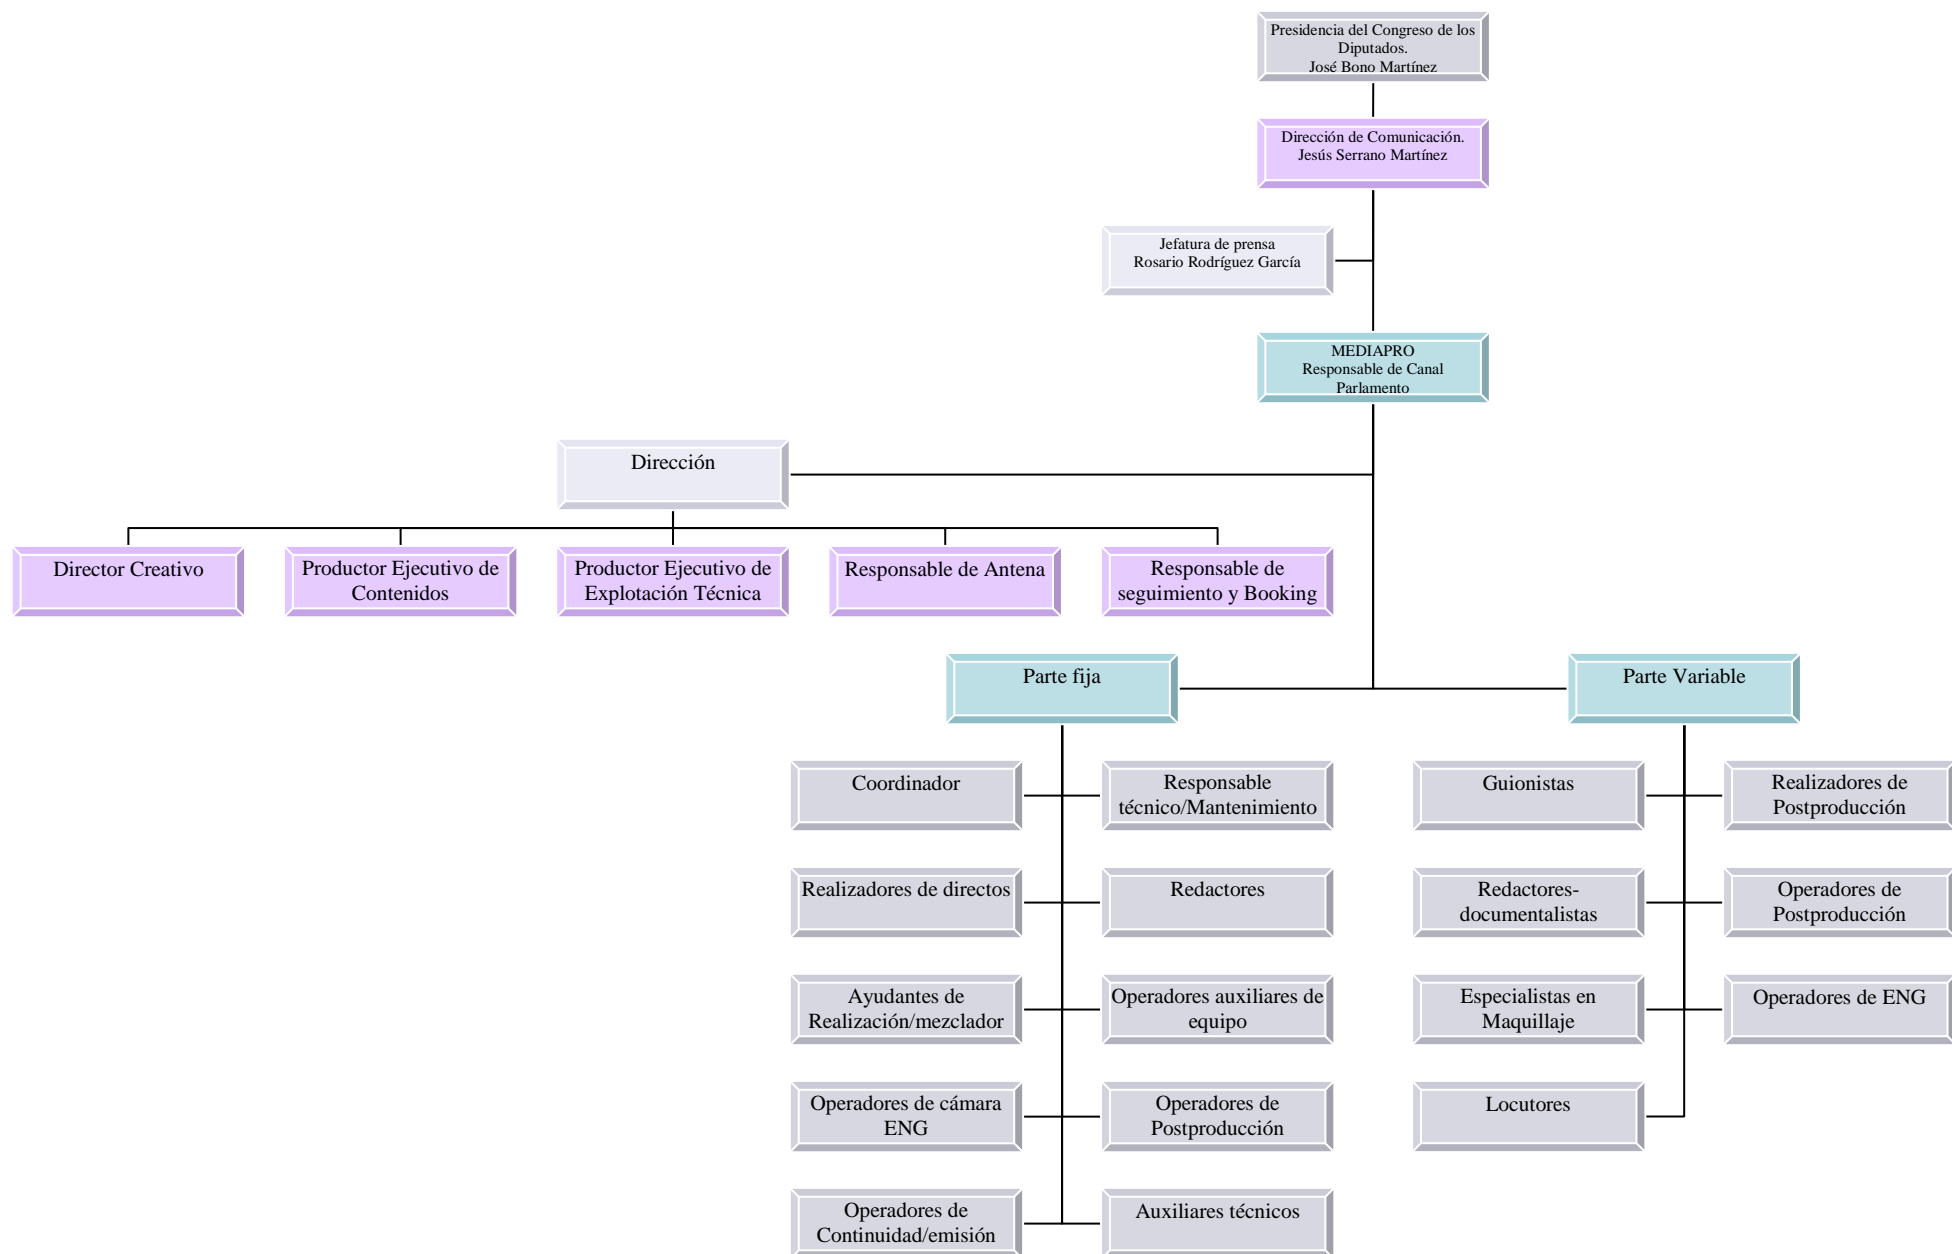 Presidencia del Congreso de los
Diputados.
José Bono Martínez
Dirección de Comunicación.
Jesús Serrano Martínez
Jefatura de prensa
Rosario Rodríguez García
MEDIAPRO
Responsable de Canal
Parlamento
Dirección
Director Creativo
Productor Ejecutivo de
Contenidos
Productor Ejecutivo de
Explotación Técnica
Responsable de Antena
Responsable de
seguimiento y Booking
Parte fija
Parte Variable
Coordinador
Responsable
técnico/Mantenimiento
Guionistas
Realizadores de
Postproducción
Realizadores de directos
Redactores
Redactores-
documentalistas
Operadores de
Postproducción
Ayudantes de
Realización/mezclador
Operadores auxiliares de
equipo
Especialistas en
Maquillaje
Operadores de ENG
Operadores de cámara
ENG
Operadores de
Postproducción
Locutores
Operadores de
Continuidad/emisión
Auxiliares técnicos